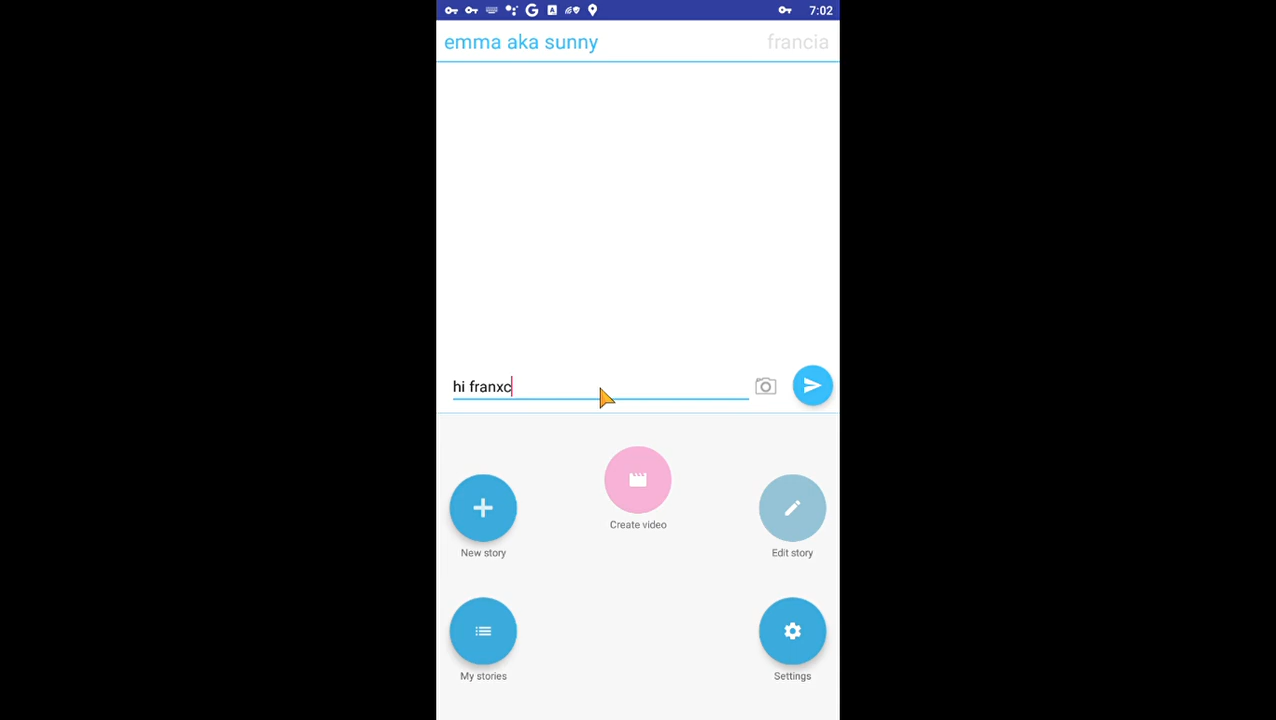 7:02
emma aka sunny
francia
hi franxc
Create video
New story
Edit story
My stories
Settings